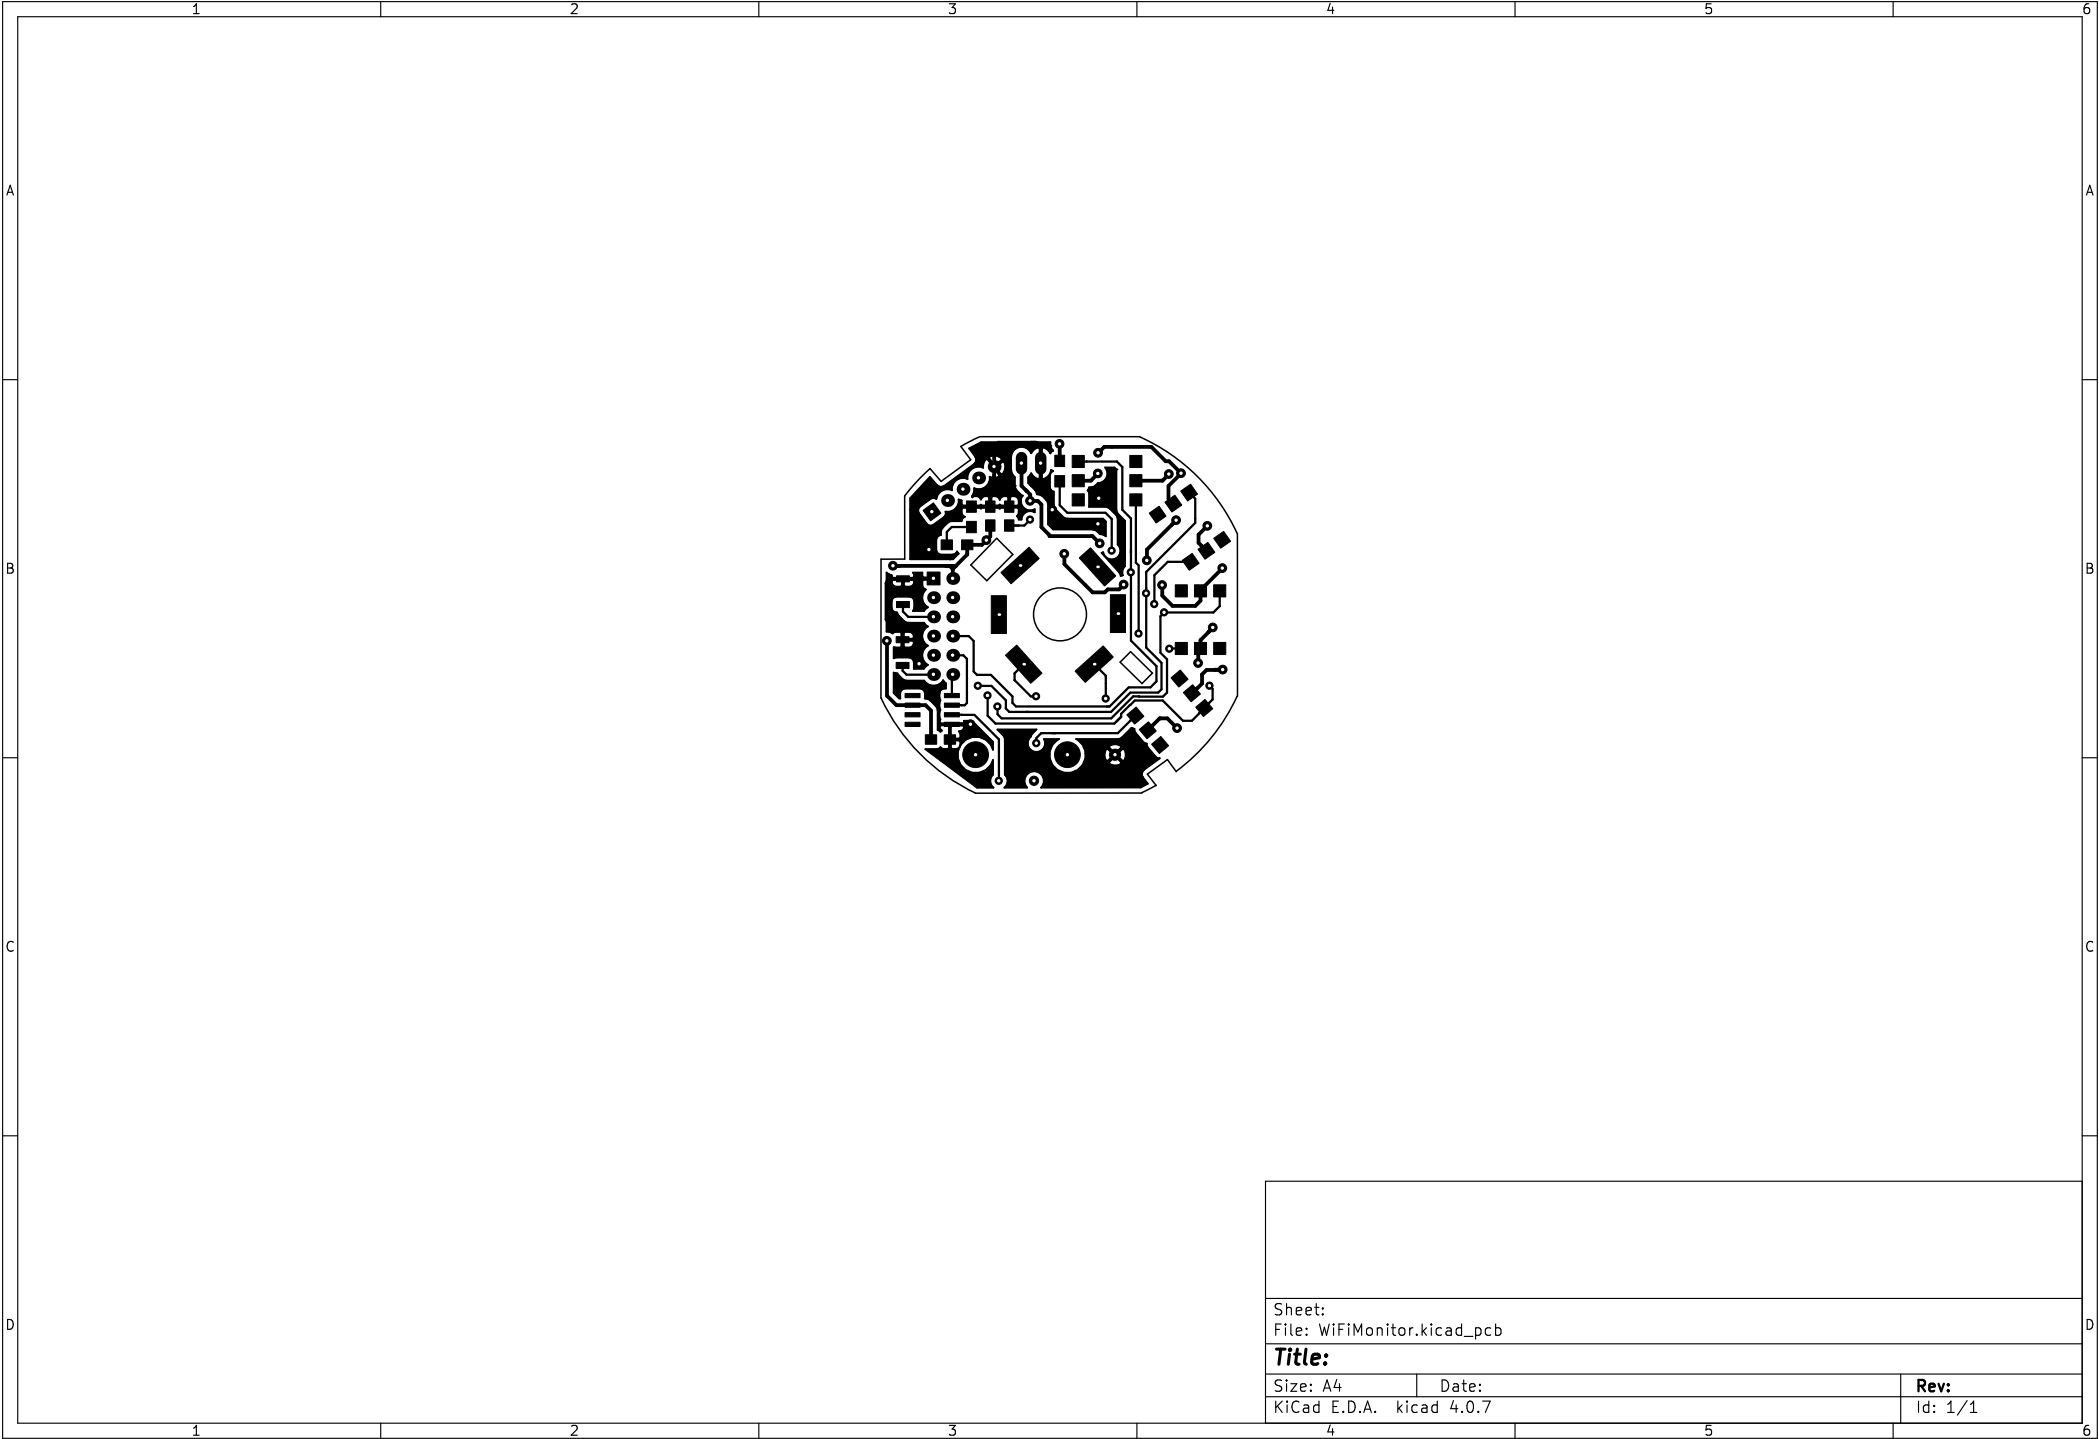 1 2 3 4 5 6
A A
B B
C C
D D
Sheet:
File: WiFiMonitor.kicad_pcb
Title:
Size: A4 Date: Rev:
KiCad E.D.A. kicad 4.0.7 Id: 1/1
1 2 3 4 5 6